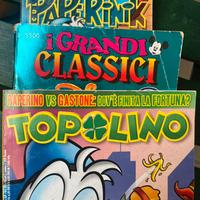 PAPERINIK
i GRANDI
CLASSICI
PAPERINO VS GASTONE: DOV'È FINITA LA FORTUNA?
TOPOLINO